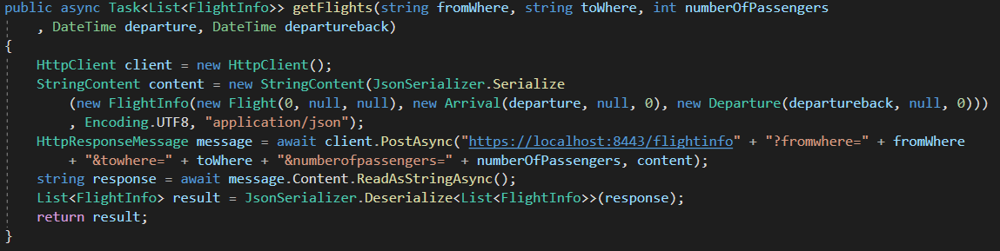 public async Task<List<FlightInfo>> getFlights(string fromWhere, string toWhere, int numberOfPassengers
, DateTime departure, DateTime departureback)
{
HttpClient client = new HttpClient();
StringContent content = new StringContent(JsonSerializer.Serialize
(new FlightInfo(new Flight(0, null, null), new Arrival(departure, null, 0), new Departure(departureback, null, 0)))
, Encoding.UTF8, "application/json");
HttpResponseMessage message = await client.PostAsync("https://localhost:8443/flightinfo" + "?fromwhere=" + fromWhere
+ "&towhere=" + toWhere + "&numberofpassengers=" + numberOfPassengers, content);
string response = await message.Content.ReadAsStringAsync();
List<FlightInfo> result = JsonSerializer.Deserialize<List<FlightInfo>>(response);
return result;
}